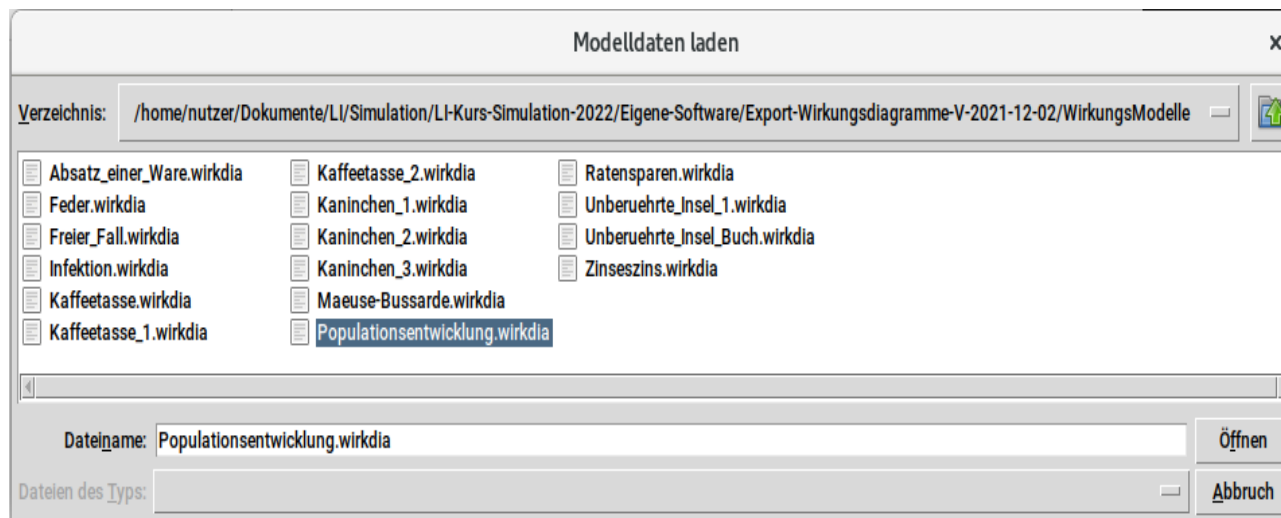 Modelldaten laden
x
Verzeichnis: /home/nutzer/Dokumente/LI/Simulation/LI-Kurs-Simulation-2022/Eigene-Software/Export-Wirkungsdiagramme-V-2021-12-02/WirkungsModelle
Absatz_einer_Ware.wirkdia Kaffeetasse_2.wirkdia Ratensparen.wirkdia
Feder.wirkdia Kaninchen_1.wirkdia Unberuehrte_Insel_1.wirkdia
Freier_Fall.wirkdia Kaninchen_2.wirkdia Unberuehrte_Insel_Buch.wirkdia
Infektion.wirkdia Kaninchen_3.wirkdia Zinseszins.wirkdia
Kaffeetasse.wirkdia Maeuse-Bussarde.wirkdia
Kaffeetasse_1.wirkdia Populationsentwicklung.wirkdia
Dateiname: Populationsentwicklung.wirkdia Öffnen
Dateien des Typs: Abbruch